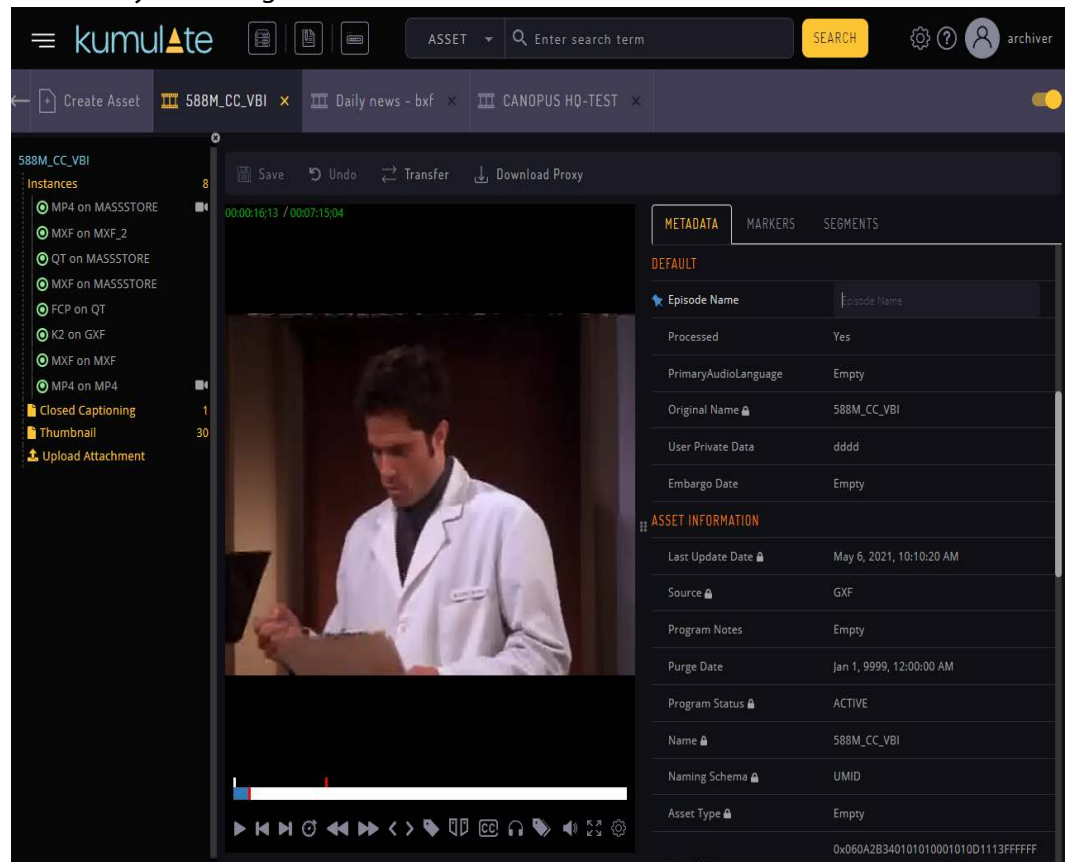 kumulate
ASSET
Enter search term
SEARCH
archiver
Create Asset
588M_CC_VBI
Daily news - bxf
CANOPUS HQ-TEST
588M_CC_VBI
Instances 8
MP4 on MASSSTORE
MXF on MXF_2
QT on MASSSTORE
MXF on MASSSTORE
FCP on QT
K2 on GXF
MXF on MXF
MP4 on MP4
Closed Captioning 1
Thumbnail 30
Upload Attachment
Save
Undo
Transfer
Download Proxy
00:00:16;13 / 00:07:15;04
CC
METADATA
MARKERS
SEGMENTS
DEFAULT
Episode Name Episode Name
Processed Yes
PrimaryAudioLanguage Empty
Original Name 588M_CC_VBI
User Private Data dddd
Embargo Date Empty
ASSET INFORMATION
Last Update Date May 6, 2021, 10:10:20 AM
Source GXF
Program Notes Empty
Purge Date Jan 1, 9999, 12:00:00 AM
Program Status ACTIVE
Name 588M_CC_VBI
Naming Schema UMID
Asset Type Empty
0x060A2B340101010001010D1113FFFFFF